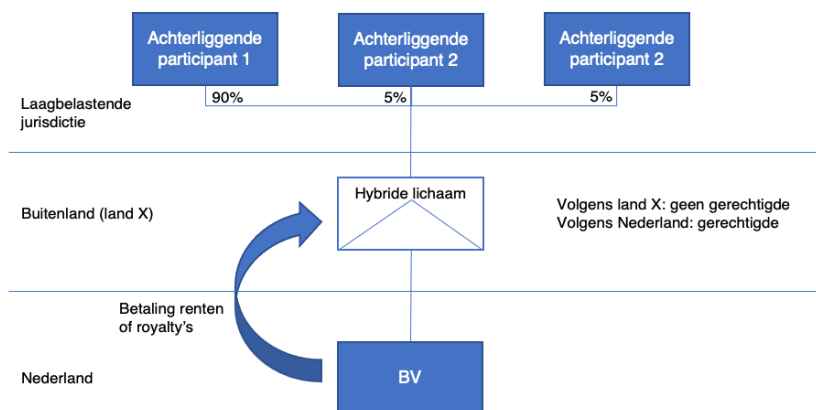 Achterliggende
participant 1
Achterliggende
participant 2
Achterliggende
participant 2
90%
5%
5%
Laagbelastende
jurisdictie
Hybride lichaam
Buitenland (land X)
Volgens land X: geen gerechtigde
Volgens Nederland: gerechtigde
Betaling renten
of royalty's
Nederland
BV